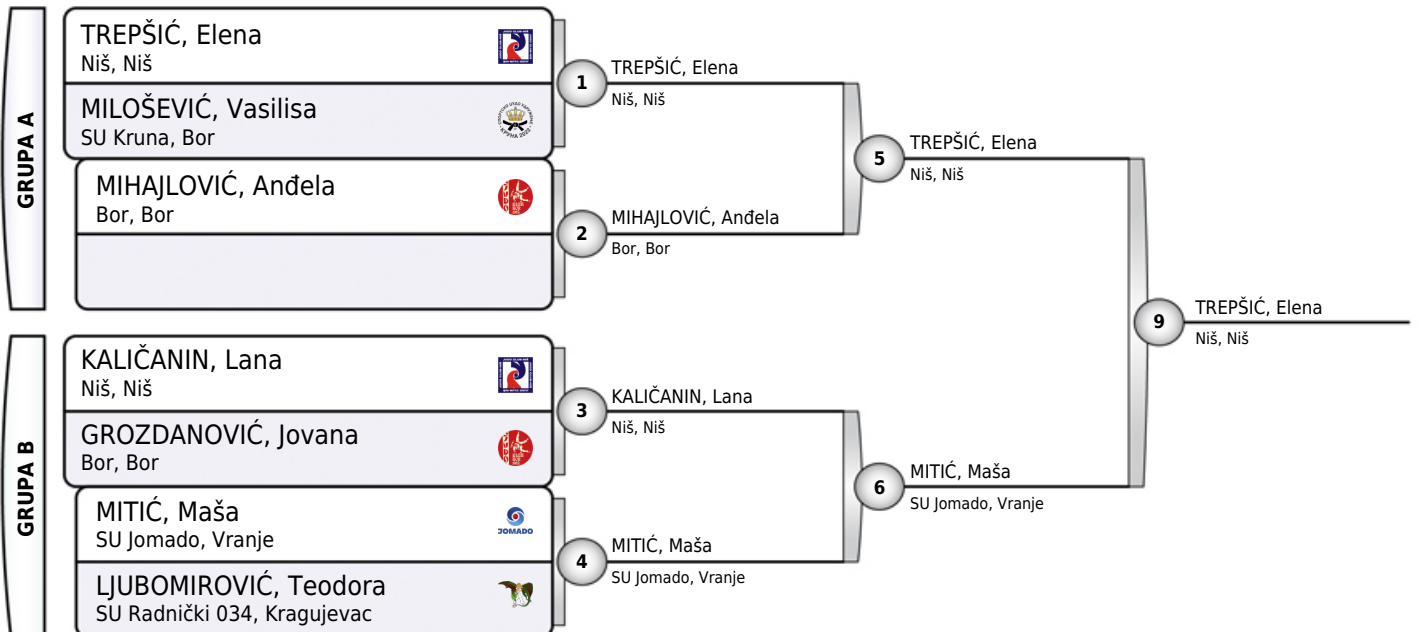 GRUPA A
TREPŠIĆ, Elena
Niš, Niš
MILOŠEVIĆ, Vasilisa
SU Kruna, Bor
MIHAJLOVIĆ, Anđela
Bor, Bor
1
TREPŠIĆ, Elena
Niš, Niš
2
MIHAJLOVIĆ, Anđela
Bor, Bor
5
TREPŠIĆ, Elena
Niš, Niš
GRUPA B
KALIČANIN, Lana
Niš, Niš
GROZDANOVIĆ, Jovana
Bor, Bor
MITIĆ, Maša
SU Jomado, Vranje
JOMADO
LJUBOMIROVIĆ, Teodora
SU Radnički 034, Kragujevac
3
KALIČANIN, Lana
Niš, Niš
4
MITIĆ, Maša
SU Jomado, Vranje
6
MITIĆ, Maša
SU Jomado, Vranje
9
TREPŠIĆ, Elena
Niš, Niš